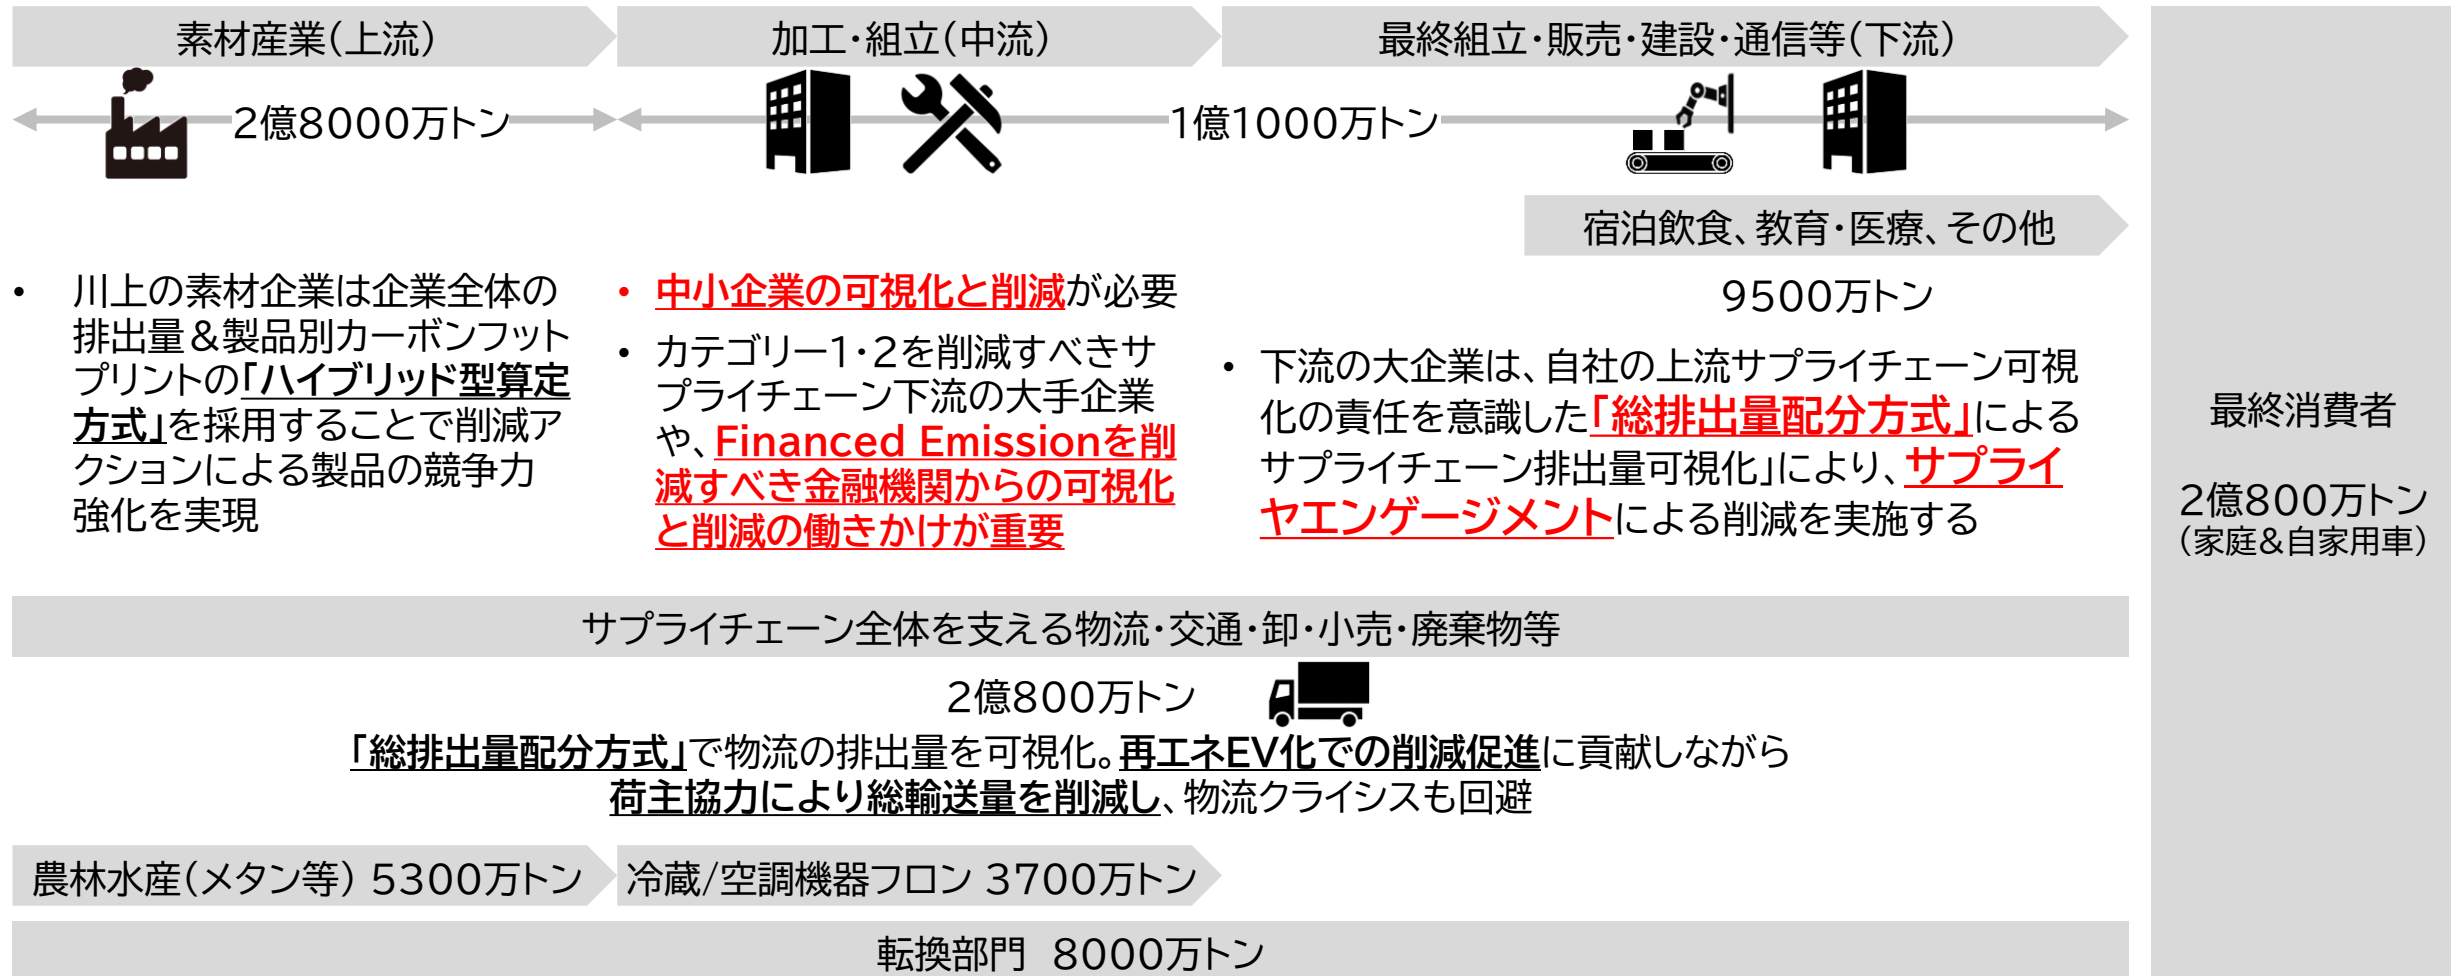 素材産業(上流)
加工・組立(中流)
最終組立・販売・建設・通信等(下流)
2億8000万トン
1億1000万トン
宿泊飲食、教育・医療、その他
9500万トン
• 川上の素材企業は企業全体の
排出量&製品別カーボンフット
プリントの「ハイブリッド型算定
方式」を採用することで削減ア
クションによる製品の競争力
強化を実現
• 中小企業の可視化と削減が必要
• カテゴリー1・2を削減すべきサ
プライチェーン下流の大手企業
や、Financed Emissionを削
減すべき金融機関からの可視化
と削減の働きかけが重要
• 下流の大企業は、自社の上流サプライチェーン可視
化の責任を意識した「総排出量配分方式」による
サプライチェーン排出量可視化」により、サプライ
ヤエンゲージメントによる削減を実施する
最終消費者
2億800万トン
(家庭&自家用車)
サプライチェーン全体を支える物流・交通・卸・小売・廃棄物等
2億800万トン
「総排出量配分方式」で物流の排出量を可視化。再エネEV化での削減促進に貢献しながら
荷主協力により総輸送量を削減し、物流クライシスも回避
農林水産(メタン等) 5300万トン
冷蔵/空調機器フロン 3700万トン
転換部門 8000万トン